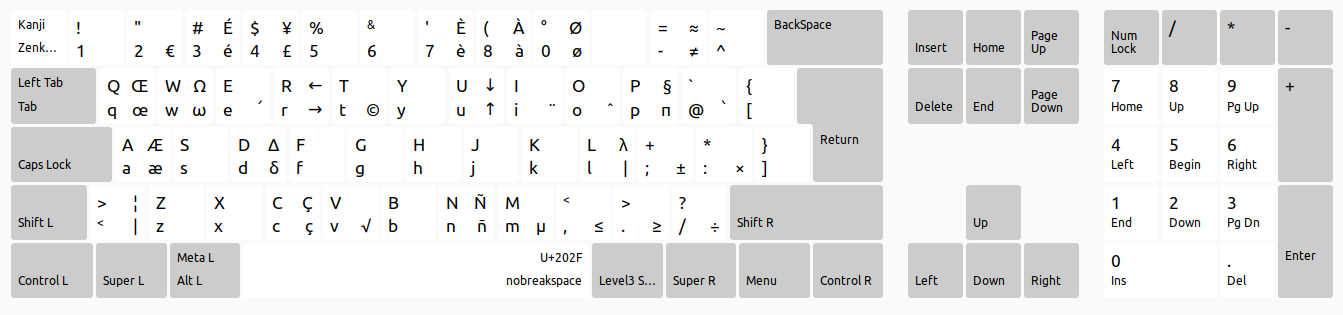 Kanji ! " # É $ ¥ % & ' È ( À ° Ø = ≈ ~ BackSpace
Zenk... 1 2 € 3 é 4 £ 5 6 7 è 8 à 0 ø - ≠ ^
Insert Home Page Up
Num Lock / * -
Left Tab Q Œ W Ω E R ← T Y U ↓ I O P § ` {
Tab q œ w ω e ´ r → t © y u ↑ i ¨ o ˆ p п @ ` [
Delete End Page Down
7 8 9 +
Home Up Pg Up
A Æ S D Δ F G H J K L λ + * } Return
Caps Lock a æ s d δ f g h j k l | ; ± : × ]
4 5 6
Left Begin Right
> ¦ Z X C Ç V B N Ñ M < > ?
Shift L < | z x c ç v √ b n ñ m µ , ≤ . ≥ / ÷ Shift R
Up
1 2 3
End Down Pg Dn
Meta L U+202F
Control L Super L Alt L nobreakspace Level3 S... Super R Menu Control R
Left Down Right
0 . Enter
Ins Del